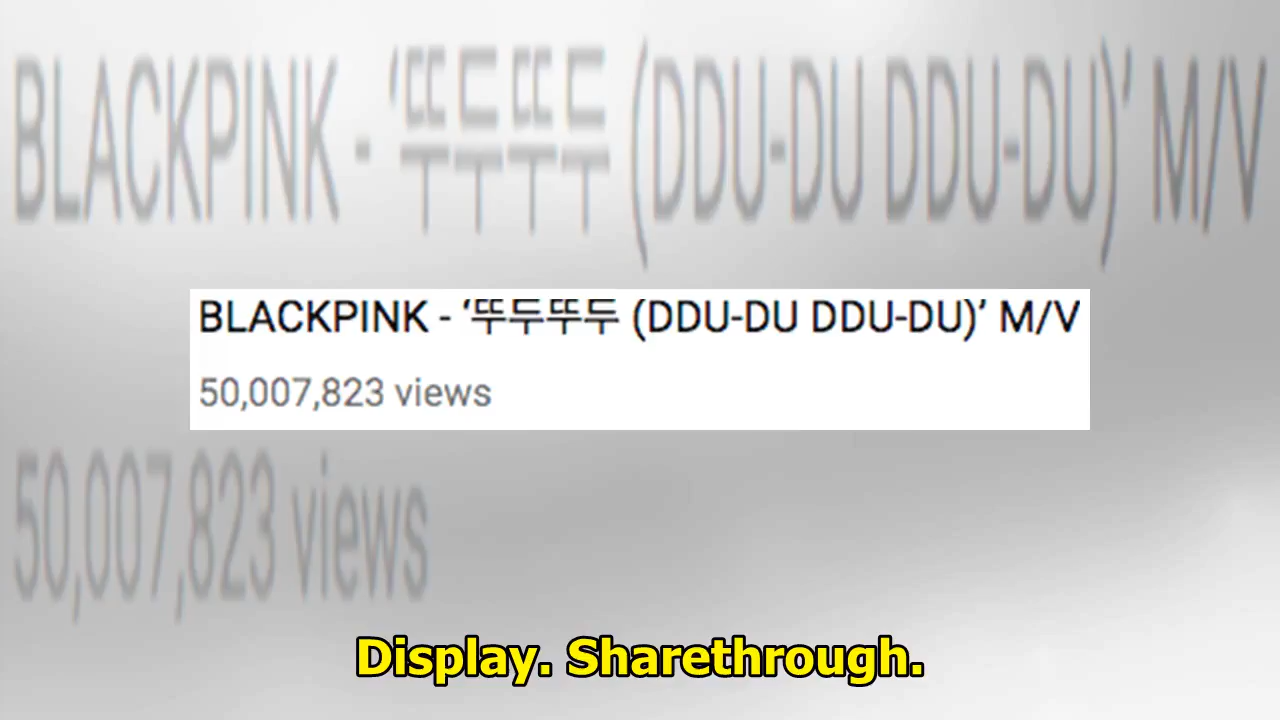 BLACKPINK - ‘뚜두뚜두 (DDU-DU DDU-DU)’ M/V
BLACKPINK - ‘뚜두뚜두 (DDU-DU DDU-DU)’ M/V
50,007,823 views
50,007,823 views
Display. Sharethrough.